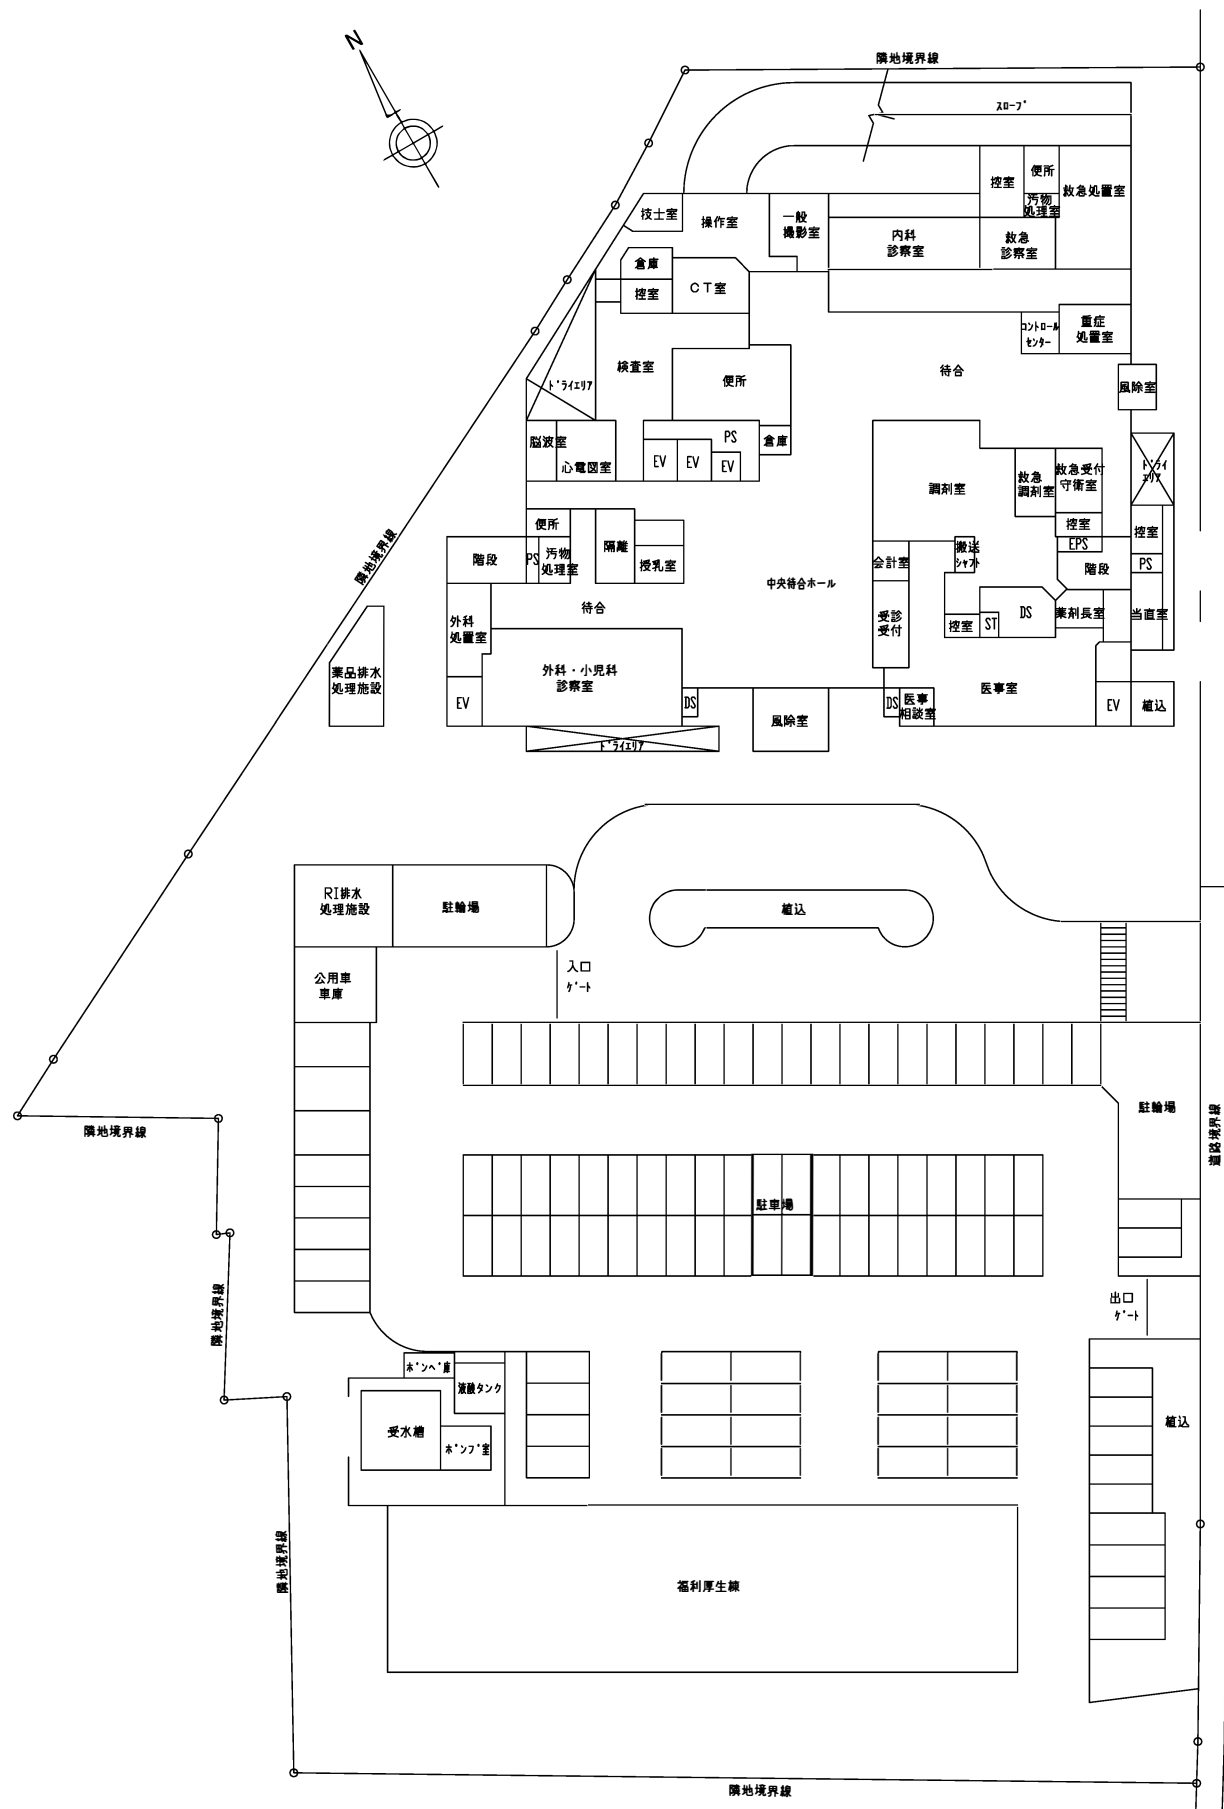 N
隣地境界線
スロープ
控室
便所
救急処置室
汚物
処理室
技士室
操作室
一般
撮影室
内科
診察室
救急
診察室
倉庫
控室
CT室
コントロール
センター
重症
処置室
検査室
便所
待合
風除室
ドライエリア
脳波室
心電図室
PS
倉庫
EV
EV
EV
調剤室
救急
調剤室
救急受付
守衛室
ドライ
エリア
控室
EPS
控室
PS
便所
隔離
階段
PS
汚物
処理室
授乳室
会計室
搬送
シャフト
階段
中央待合ホール
待合
外科
処置室
受診
受付
控室
ST
DS
薬剤長室
当直室
隣地境界線
薬品排水
処理施設
外科・小児科
診察室
医事室
EV
DS
風除室
DS
医事
相談室
EV
植込
ドライエリア
RI排水
処理施設
駐輪場
植込
公用車
車庫
入口
ゲート
隣地境界線
駐輪場
道路境界線
駐車場
隣地境界線
出口
ゲート
ボンベ庫
液酸タンク
受水槽
ポンプ室
植込
隣地境界線
福利厚生棟
隣地境界線